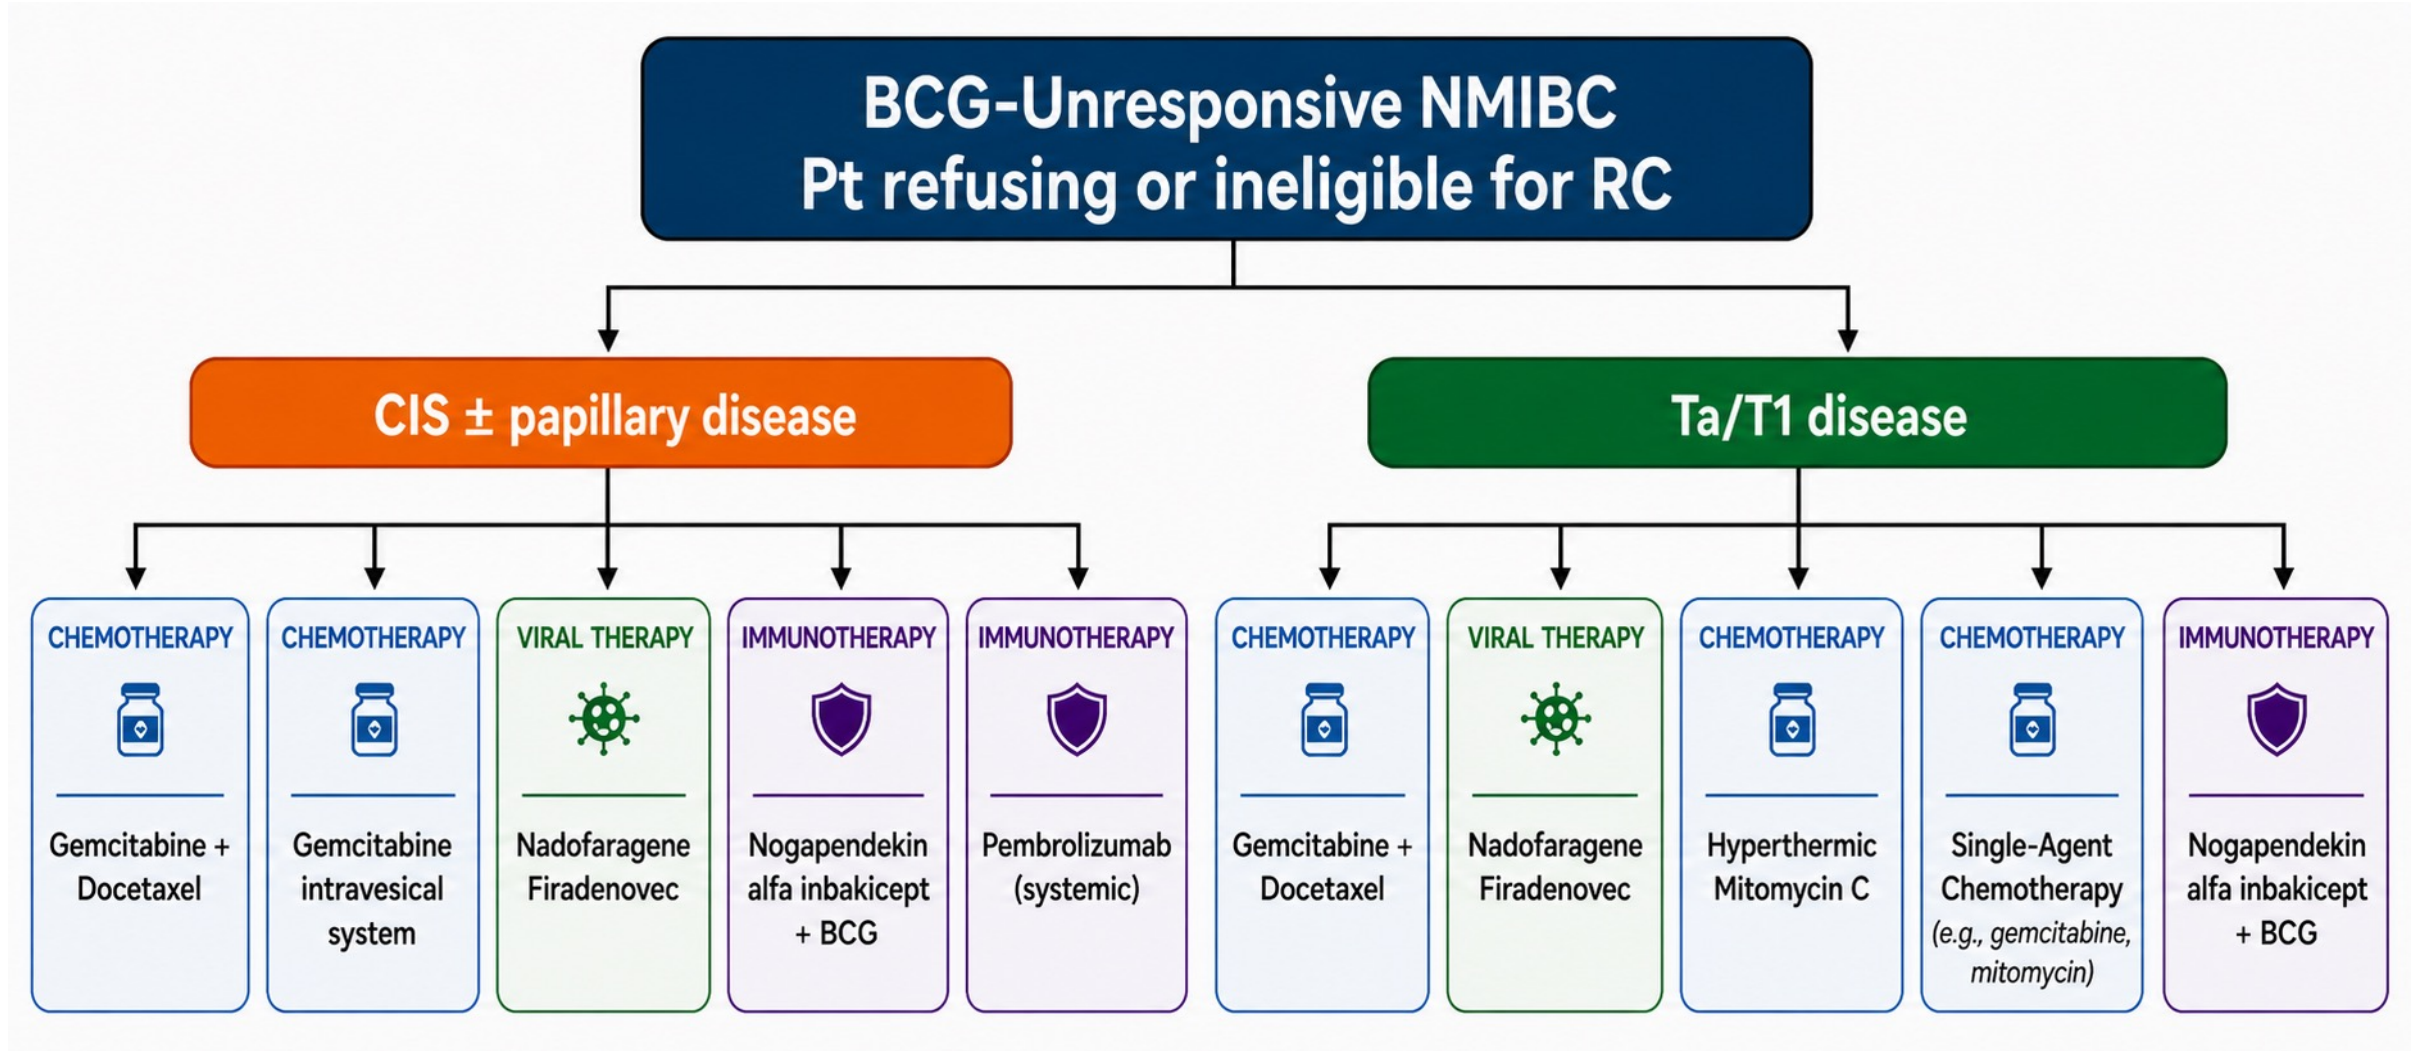 BCG-Unresponsive NMIBC
Pt refusing or ineligible for RC
CIS ± papillary disease
Ta/T1 disease
CHEMOTHERAPY
Gemcitabine +
Docetaxel
CHEMOTHERAPY
Gemcitabine
intravesical
system
VIRAL THERAPY
Nadofaragene
Firadenovec
IMMUNOTHERAPY
Nogapendekin
alfa inbakicept
+ BCG
IMMUNOTHERAPY
Pembrolizumab
(systemic)
CHEMOTHERAPY
Gemcitabine +
Docetaxel
VIRAL THERAPY
Nadofaragene
Firadenovec
CHEMOTHERAPY
Hyperthermic
Mitomycin C
CHEMOTHERAPY
Single-Agent
Chemotherapy
(e.g., gemcitabine,
mitomycin)
IMMUNOTHERAPY
Nogapendekin
alfa inbakicept
+ BCG